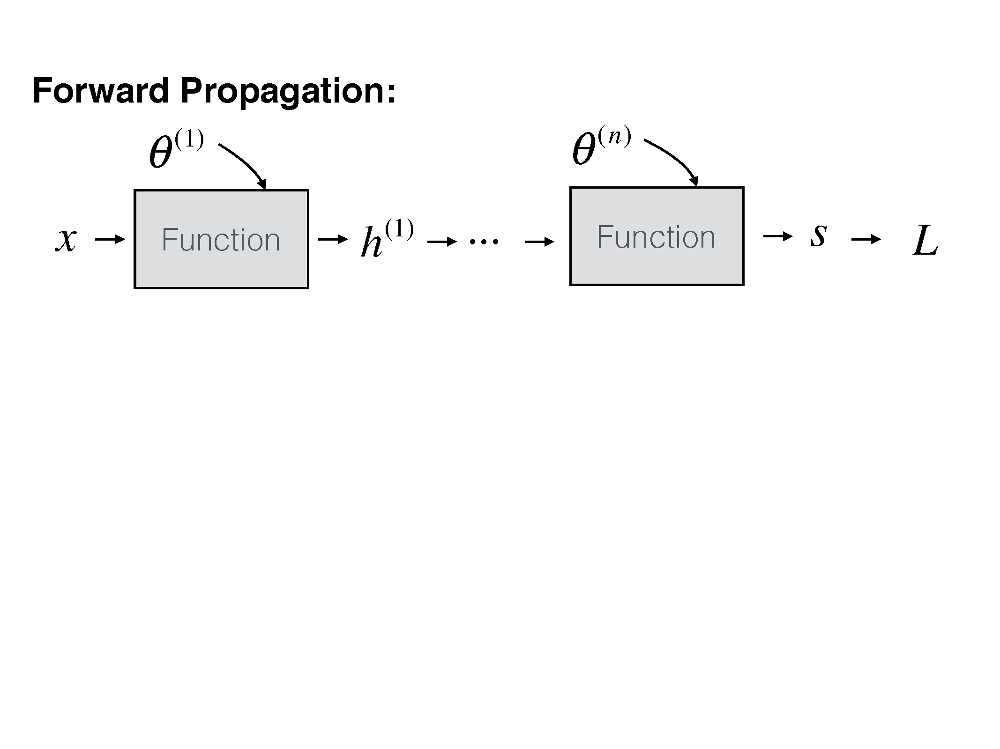 Forward Propagation:
θ^(1) θ^(n)
x → Function → h^(1) → ··· → Function → s → L